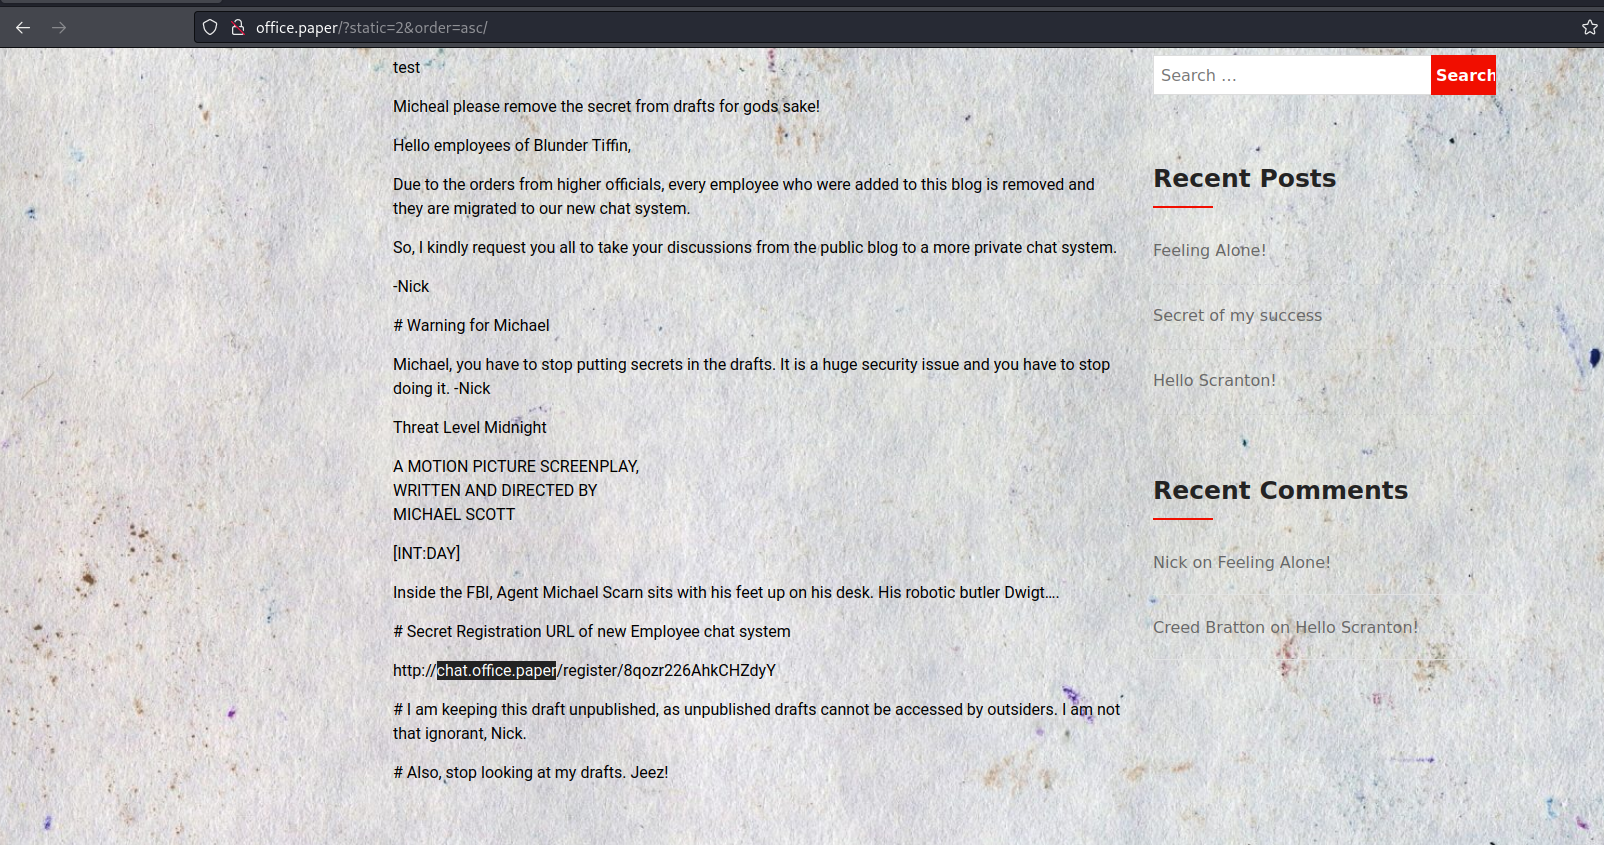 office.paper/?static=2&order=asc/
test
Micheal please remove the secret from drafts for gods sake!
Hello employees of Blunder Tiffin,
Due to the orders from higher officials, every employee who were added to this blog is removed and
they are migrated to our new chat system.
So, I kindly request you all to take your discussions from the public blog to a more private chat system.
-Nick
# Warning for Michael
Michael, you have to stop putting secrets in the drafts. It is a huge security issue and you have to stop
doing it. -Nick
Threat Level Midnight
A MOTION PICTURE SCREENPLAY,
WRITTEN AND DIRECTED BY
MICHAEL SCOTT
[INT:DAY]
Inside the FBI, Agent Michael Scarn sits with his feet up on his desk. His robotic butler Dwigt….
# Secret Registration URL of new Employee chat system
http://chat.office.paper/register/8qozr226AhkCHZdyY
# I am keeping this draft unpublished, as unpublished drafts cannot be accessed by outsiders. I am not
that ignorant, Nick.
# Also, stop looking at my drafts. Jeez!
Search …
Search
Recent Posts
Feeling Alone!
Secret of my success
Hello Scranton!
Recent Comments
Nick on Feeling Alone!
Creed Bratton on Hello Scranton!